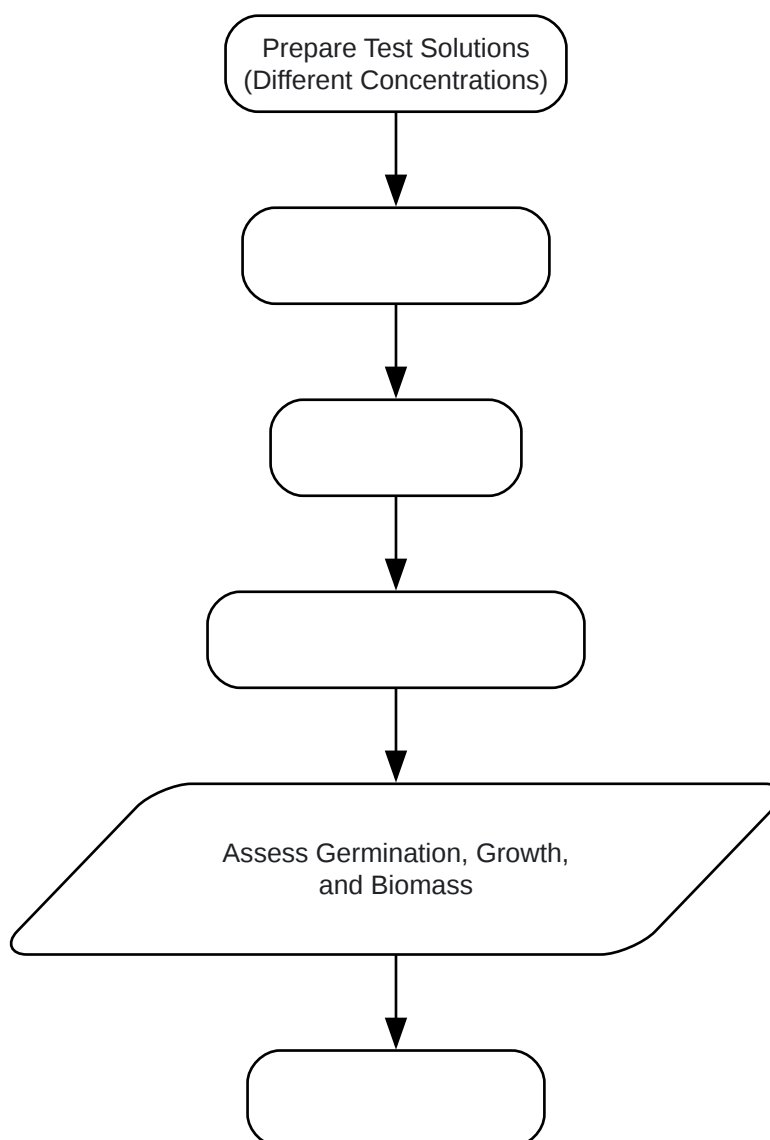 Prepare Test Solutions
(Different Concentrations)
Assess Germination, Growth,
and Biomass